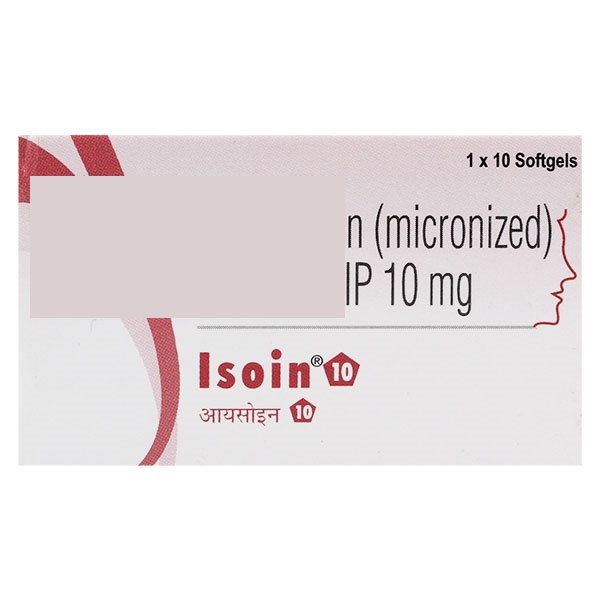 1 x 10 Softgels
(micronized)
IP 10 mg
Isoin® 10
आयसोइन 10